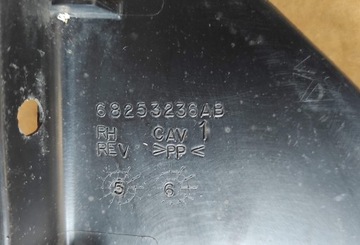 68253238AB
RH CAV 1
REV >PP<
5 6